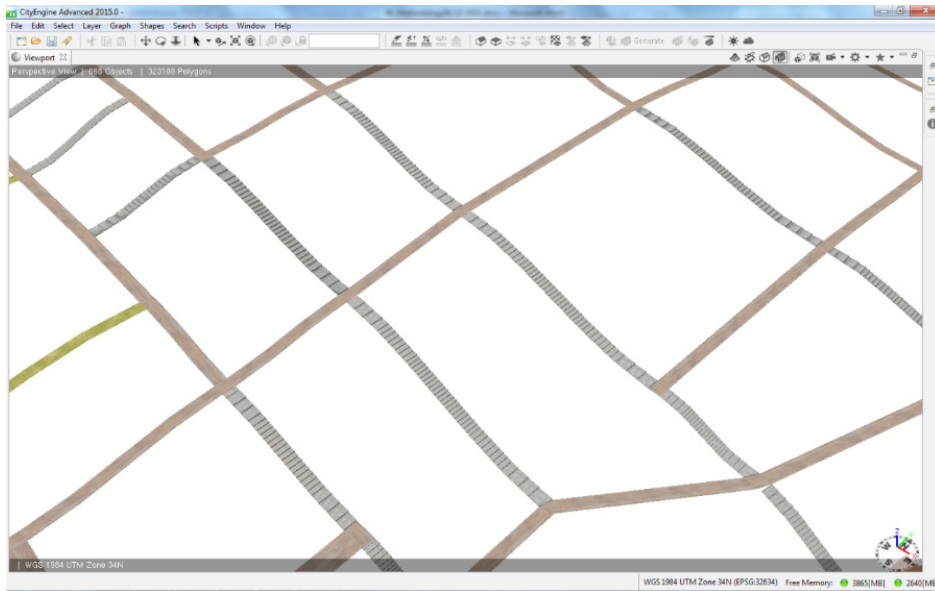 CityEngine Advanced 2015.0 -
File Edit Select Layer Graph Shapes Search Scripts Window Help
Generate
Viewport
Perspective View | 686 Objects | 323188 Polygons
Z
Y
X
W
N
S
| WGS 1984 UTM Zone 34N
WGS 1984 UTM Zone 34N (EPSG:32634) Free Memory: 3865[MB] 2640[MB